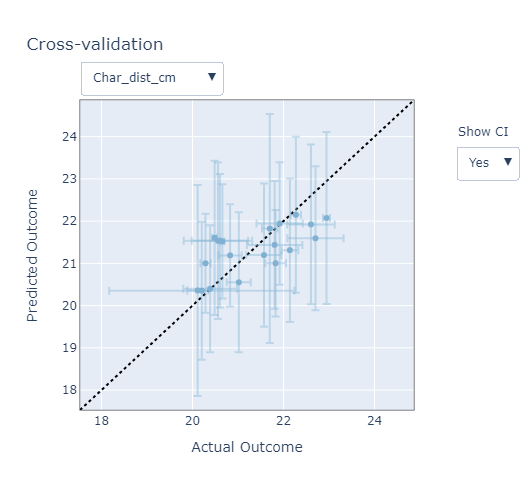 Cross-validation
Char_dist_cm ▼
Show CI
Yes ▼
Predicted Outcome
24
23
22
21
20
19
18
18 20 22 24
Actual Outcome